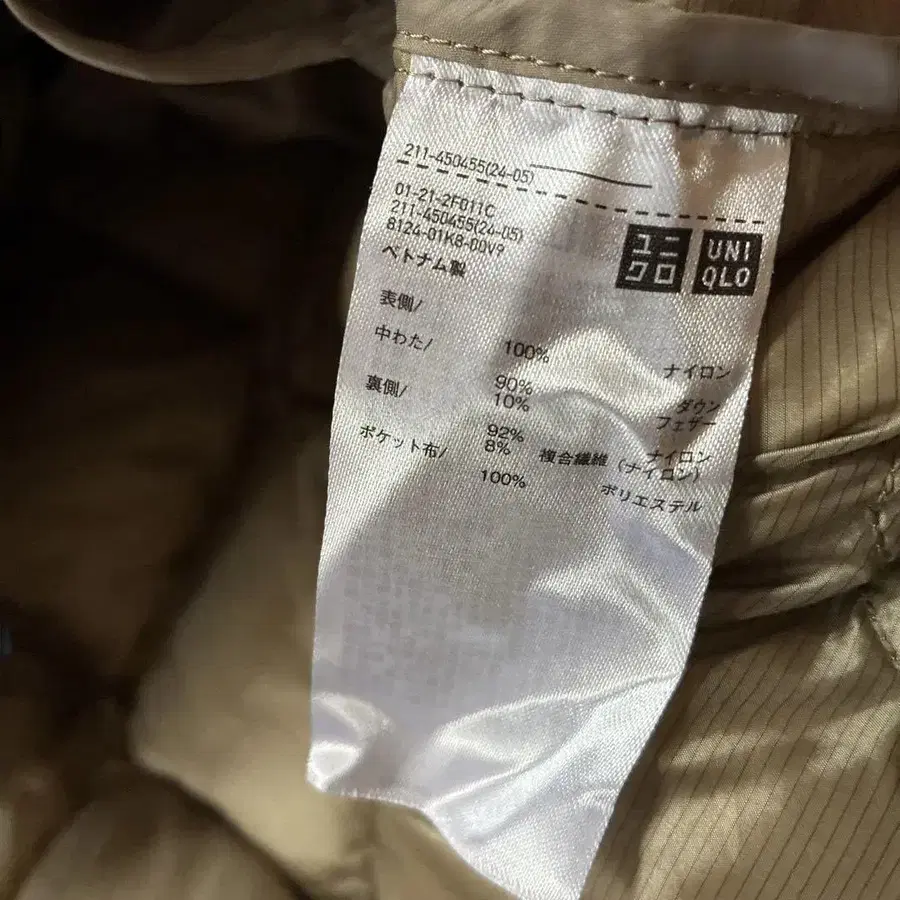 211-450455(24-05)
01-21-2F011C
211-450455(24-05)
8124-01K8-00V9
ベトナム製
ユニクロ
UNIQLO
表側/ 100% ナイロン
中わた/ 90% ダウン
10% フェザー
裏側/ 92% ナイロン
8% 複合繊維(ナイロン)
ポケット布/ 100% ポリエステル